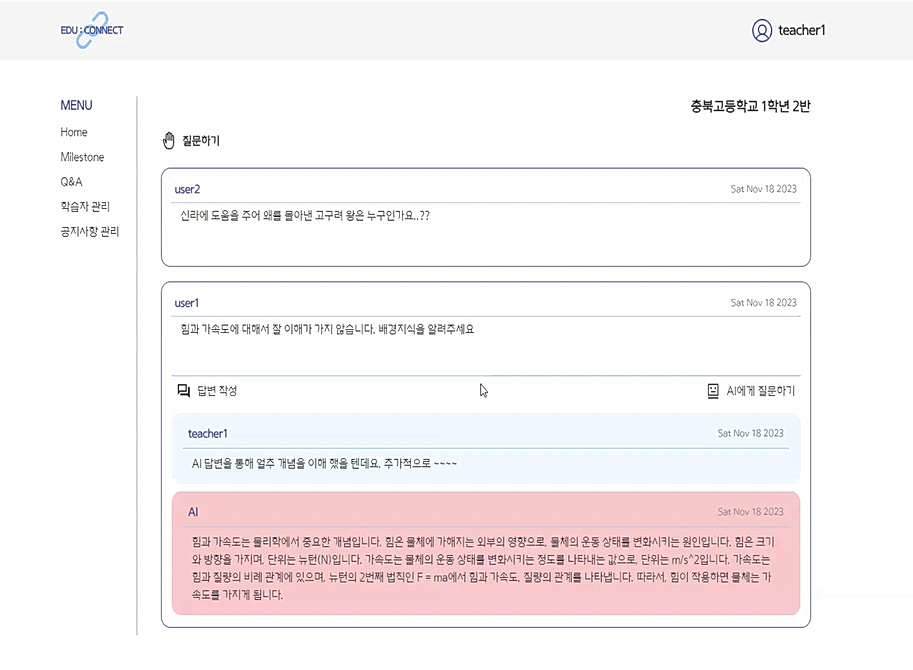 EDU:CONNECT
teacher1
MENU
Home
Milestone
Q&A
학습자 관리
공지사항 관리
충북고등학교 1학년 2반
질문하기
user2
Sat Nov 18 2023
신라에 도움을 주어 왜를 몰아낸 고구려 왕은 누구인가요..??
user1
Sat Nov 18 2023
힘과 가속도에 대해서 잘 이해가 가지 않습니다. 배경지식을 알려주세요
답변 작성
AI에게 질문하기
teacher1
Sat Nov 18 2023
AI 답변을 통해 얼추 개념을 이해 했을 텐데요. 추가적으로 ~~~~
AI
Sat Nov 18 2023
힘과 가속도는 물리학에서 중요한 개념입니다. 힘은 물체에 가해지는 외부의 영향으로, 물체의 운동 상태를 변화시키는 원인입니다. 힘은 크기
와 방향을 가지며, 단위는 뉴턴(N)입니다. 가속도는 물체의 운동 상태를 변화시키는 정도를 나타내는 값으로, 단위는 m/s^2입니다. 가속도는
힘과 질량의 비례 관계에 있으며, 뉴턴의 2번째 법칙인 F = ma에서 힘과 가속도, 질량의 관계를 나타냅니다. 따라서, 힘이 작용하면 물체는 가
속도를 가지게 됩니다.